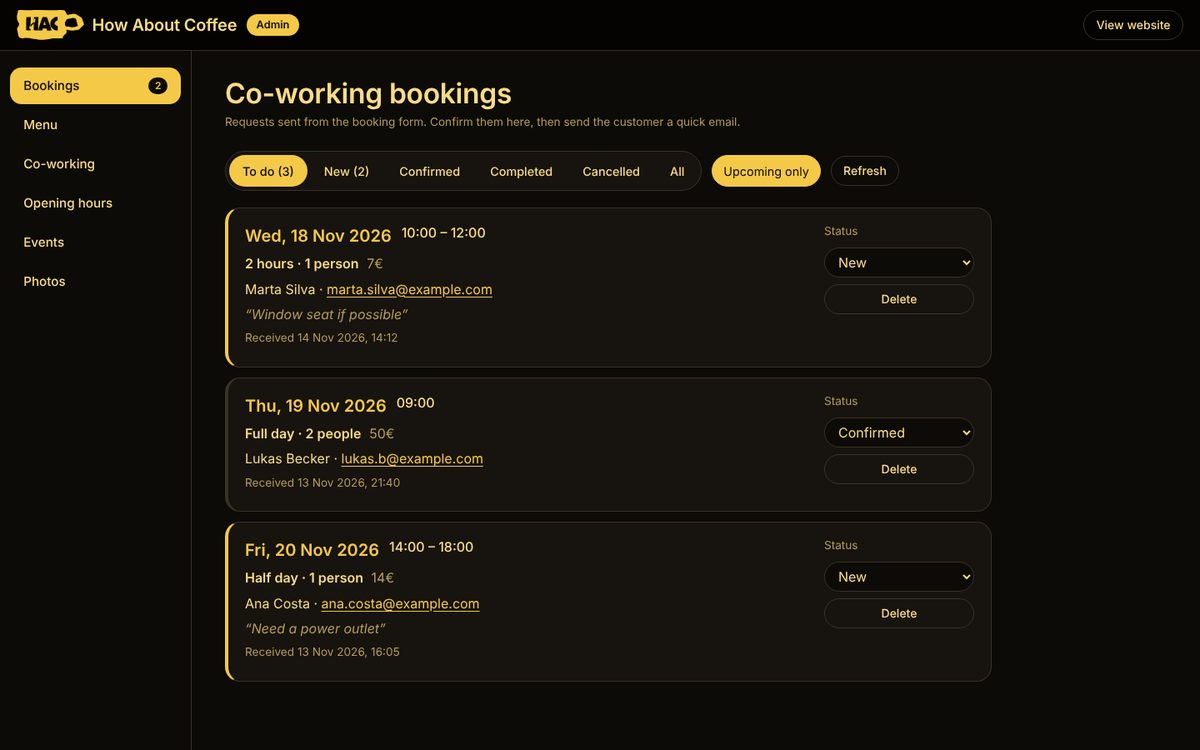 HAC How About Coffee Admin View website
Bookings 2
Menu
Co-working
Opening hours
Events
Photos
Co-working bookings
Requests sent from the booking form. Confirm them here, then send the customer a quick email.
To do (3) New (2) Confirmed Completed Cancelled All Upcoming only Refresh
Wed, 18 Nov 2026 10:00 – 12:00
2 hours · 1 person 7€
Marta Silva · marta.silva@example.com
“Window seat if possible”
Received 14 Nov 2026, 14:12
Status
New
Delete
Thu, 19 Nov 2026 09:00
Full day · 2 people 50€
Lukas Becker · lukas.b@example.com
Received 13 Nov 2026, 21:40
Status
Confirmed
Delete
Fri, 20 Nov 2026 14:00 – 18:00
Half day · 1 person 14€
Ana Costa · ana.costa@example.com
“Need a power outlet”
Received 13 Nov 2026, 16:05
Status
New
Delete